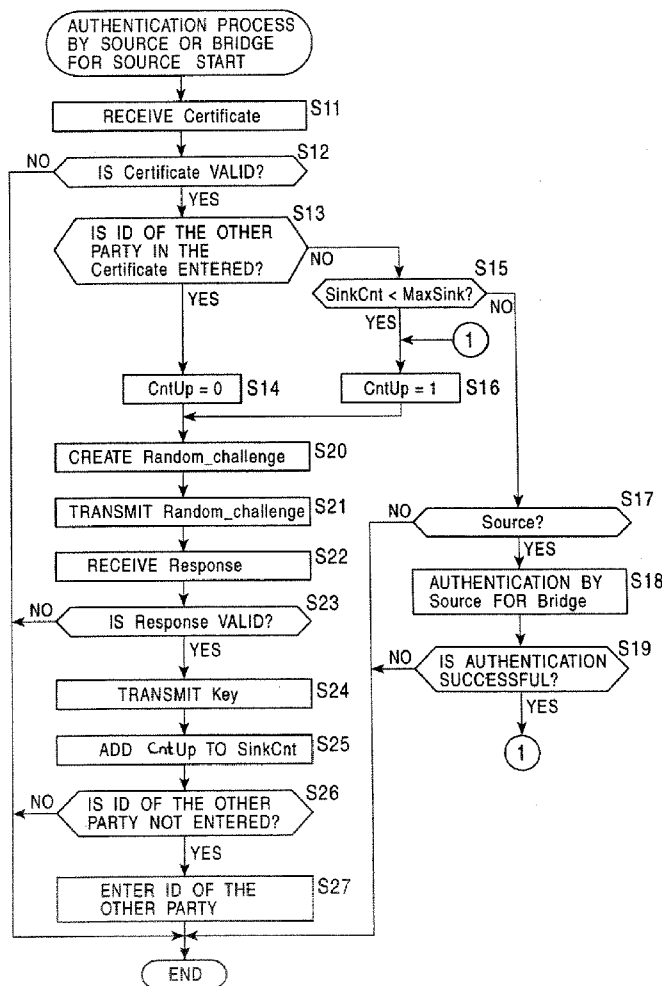 AUTHENTICATION PROCESS
BY SOURCE OR BRIDGE
FOR SOURCE START
RECEIVE Certificate
S11
S12
NO
IS Certificate VALID?
YES
S13
IS ID OF THE OTHER
PARTY IN THE
Certificate ENTERED?
NO
YES
S15
SinkCnt < MaxSink?
NO
YES
1
CntUp = 0
S14
CntUp = 1
S16
CREATE Random_challenge
S20
TRANSMIT Random_challenge
S21
RECEIVE Response
S22
S23
NO
IS Response VALID?
YES
S17
NO
Source?
YES
AUTHENTICATION BY
Source FOR Bridge
S18
S19
NO
IS AUTHENTICATION
SUCCESSFUL?
YES
1
TRANSMIT Key
S24
ADD CntUp TO SinkCnt
S25
S26
NO
IS ID OF THE OTHER
PARTY NOT ENTERED?
YES
ENTER ID OF THE
OTHER PARTY
S27
END